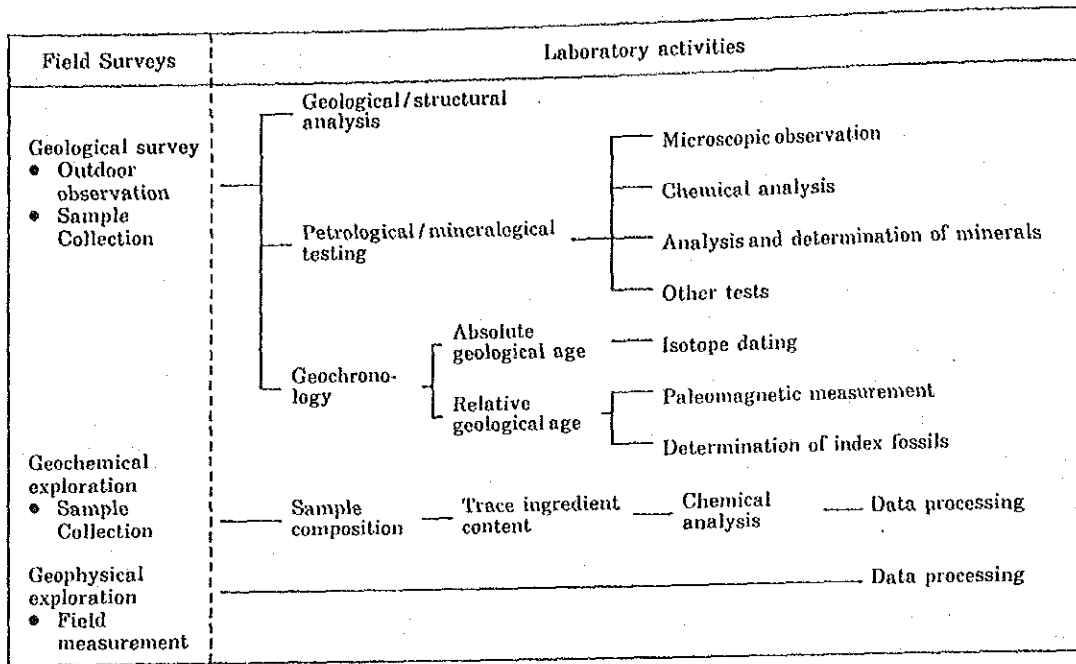 Field Surveys
Laboratory activities
Geological survey
• Outdoor
observation
• Sample
Collection
Geological/structural
analysis
Petrological/mineralogical
testing
Microscopic observation
Chemical analysis
Analysis and determination of minerals
Other tests
Geochrono-
logy
Absolute
geological age
Isotope dating
Relative
geological age
Paleomagnetic measurement
Determination of index fossils
Geochemical
exploration
• Sample
Collection
Sample
composition
Trace ingredient
content
Chemical
analysis
Data processing
Geophysical
exploration
• Field
measurement
Data processing